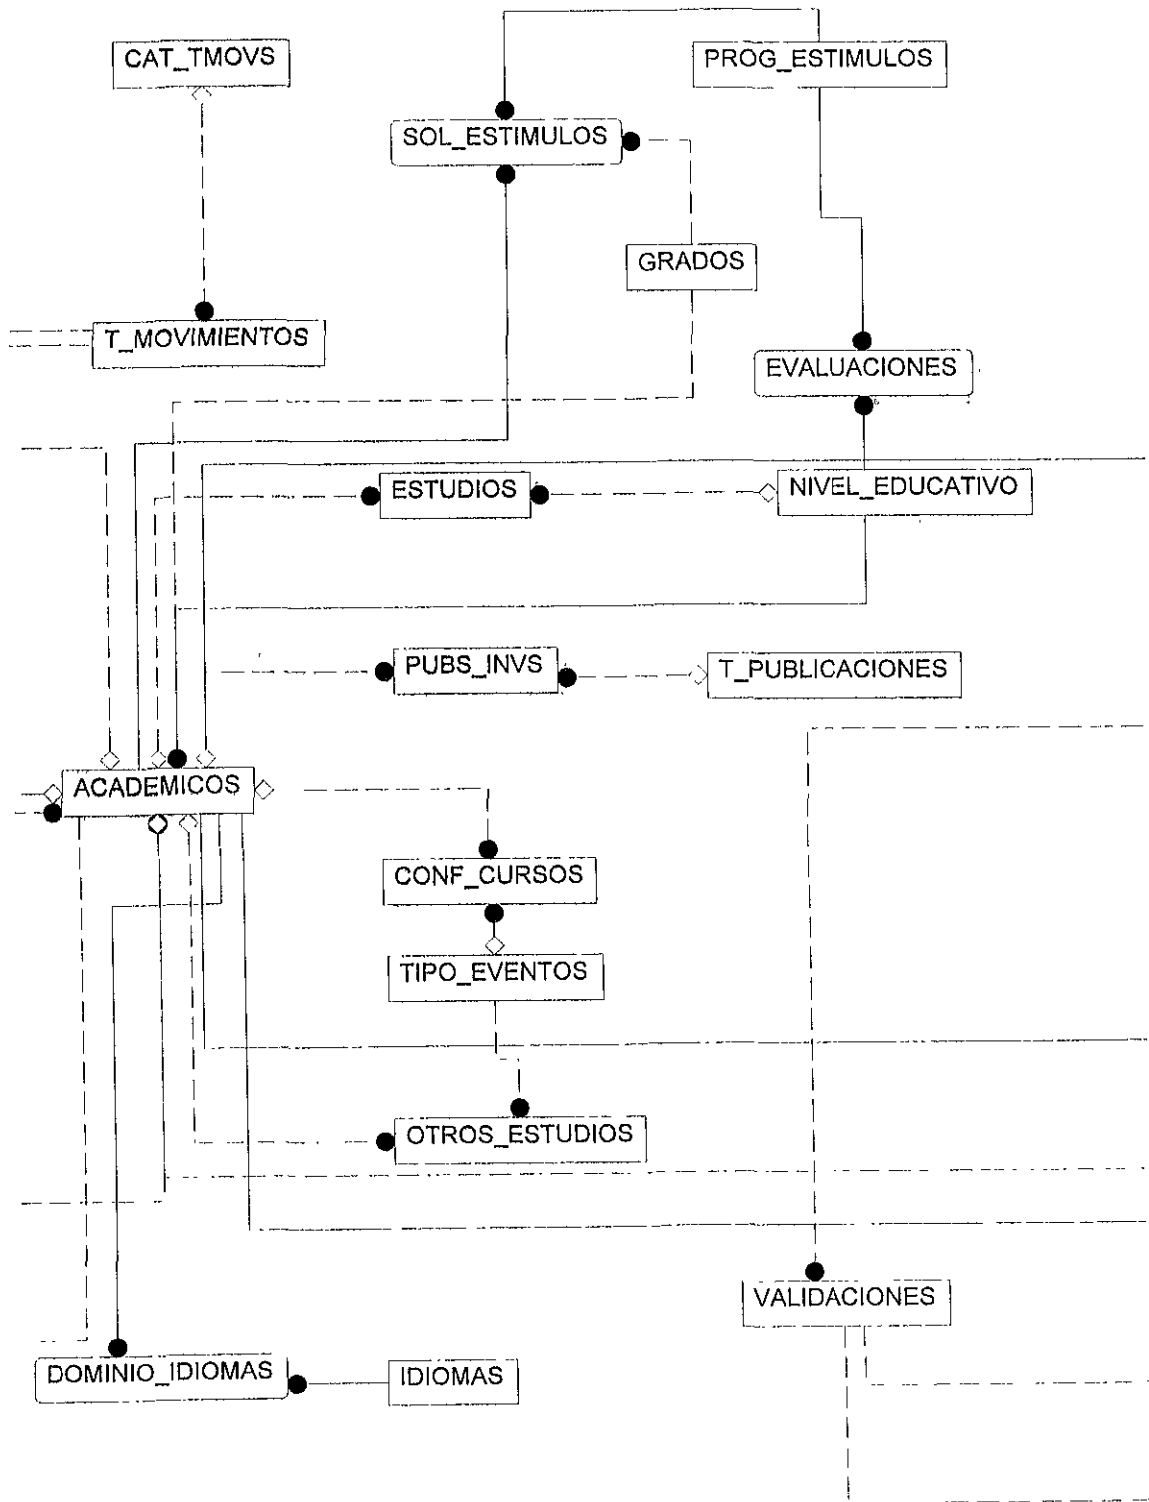 CAT_TMOVS
PROG_ESTIMULOS
SOL_ESTIMULOS
GRADOS
T_MOVIMIENTOS
EVALUACIONES
ESTUDIOS
NIVEL_EDUCATIVO
PUBS_INVS
T_PUBLICACIONES
ACADEMICOS
CONF_CURSOS
TIPO_EVENTOS
OTROS_ESTUDIOS
VALIDACIONES
DOMINIO_IDIOMAS
IDIOMAS